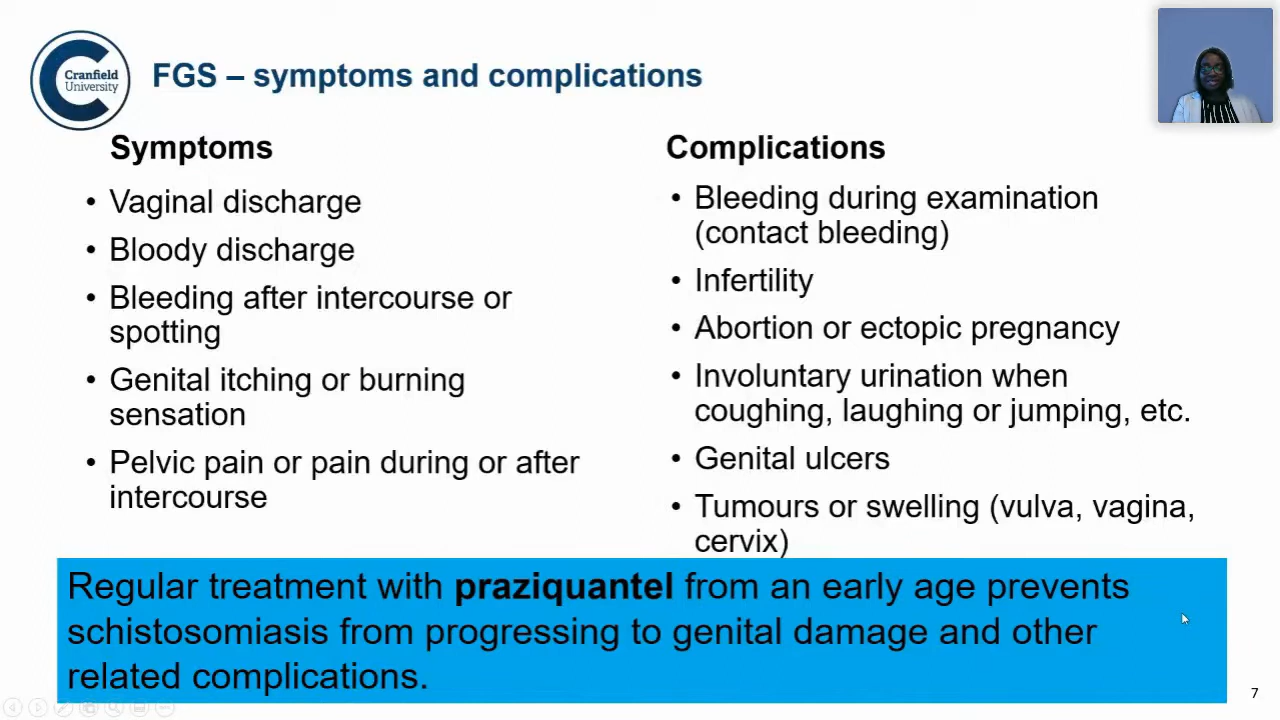 Cranfield
University
FGS – symptoms and complications
Symptoms
• Vaginal discharge
• Bloody discharge
• Bleeding after intercourse or
spotting
• Genital itching or burning
sensation
• Pelvic pain or pain during or after
intercourse
Complications
• Bleeding during examination
(contact bleeding)
• Infertility
• Abortion or ectopic pregnancy
• Involuntary urination when
coughing, laughing or jumping, etc.
• Genital ulcers
• Tumours or swelling (vulva, vagina,
cervix)
Regular treatment with praziquantel from an early age prevents
schistosomiasis from progressing to genital damage and other
related complications.
7